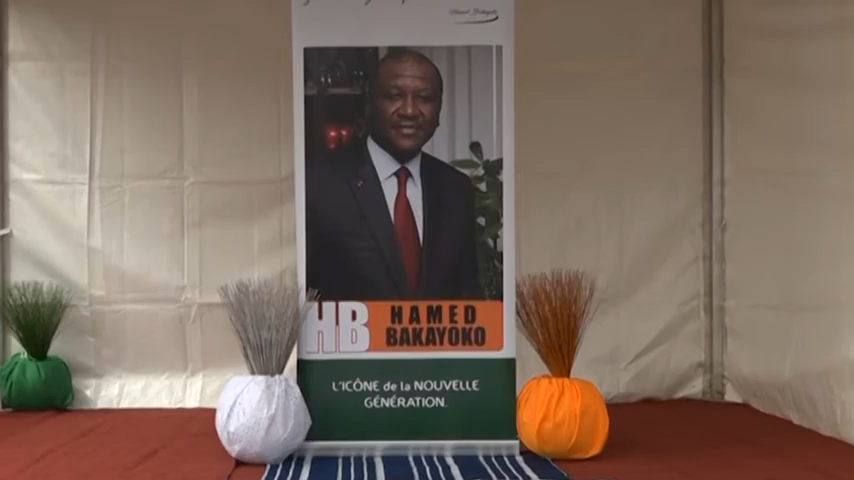 HB
HAMED
BAKAYOKO
L'ICÔNE de la NOUVELLE
GÉNÉRATION.